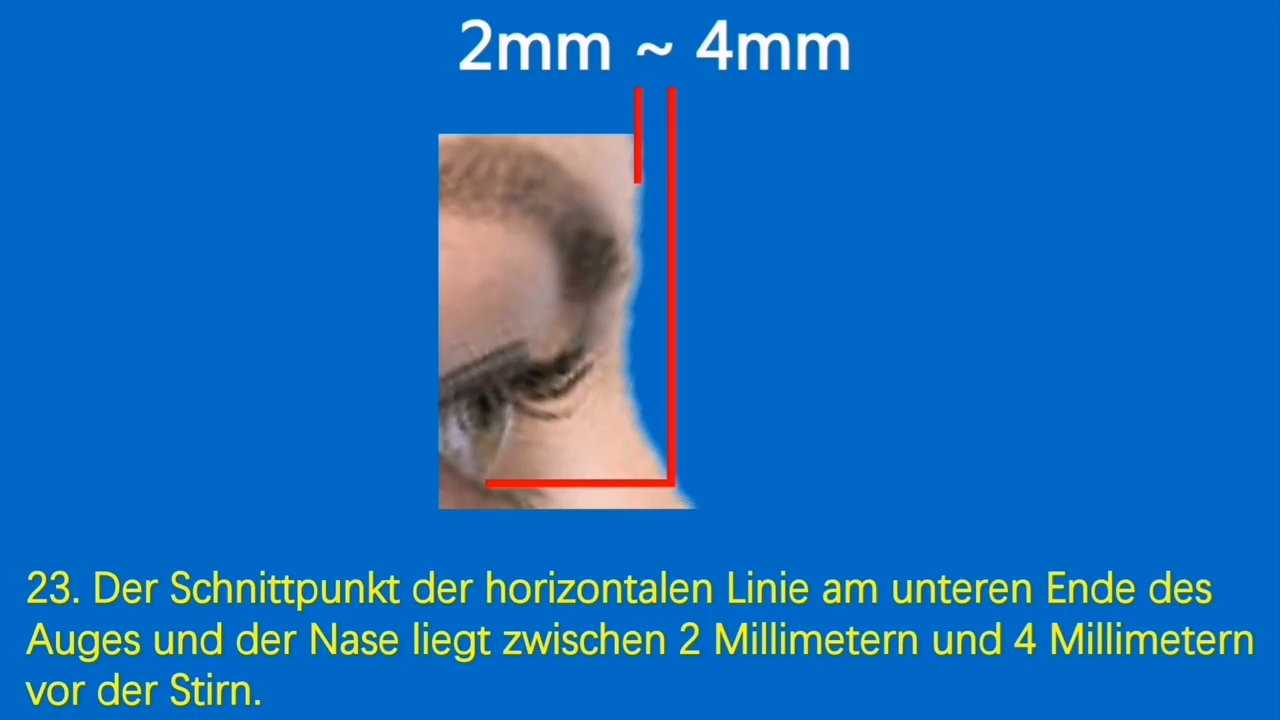 2mm ~ 4mm
23. Der Schnittpunkt der horizontalen Linie am unteren Ende des
Auges und der Nase liegt zwischen 2 Millimetern und 4 Millimetern
vor der Stirn.